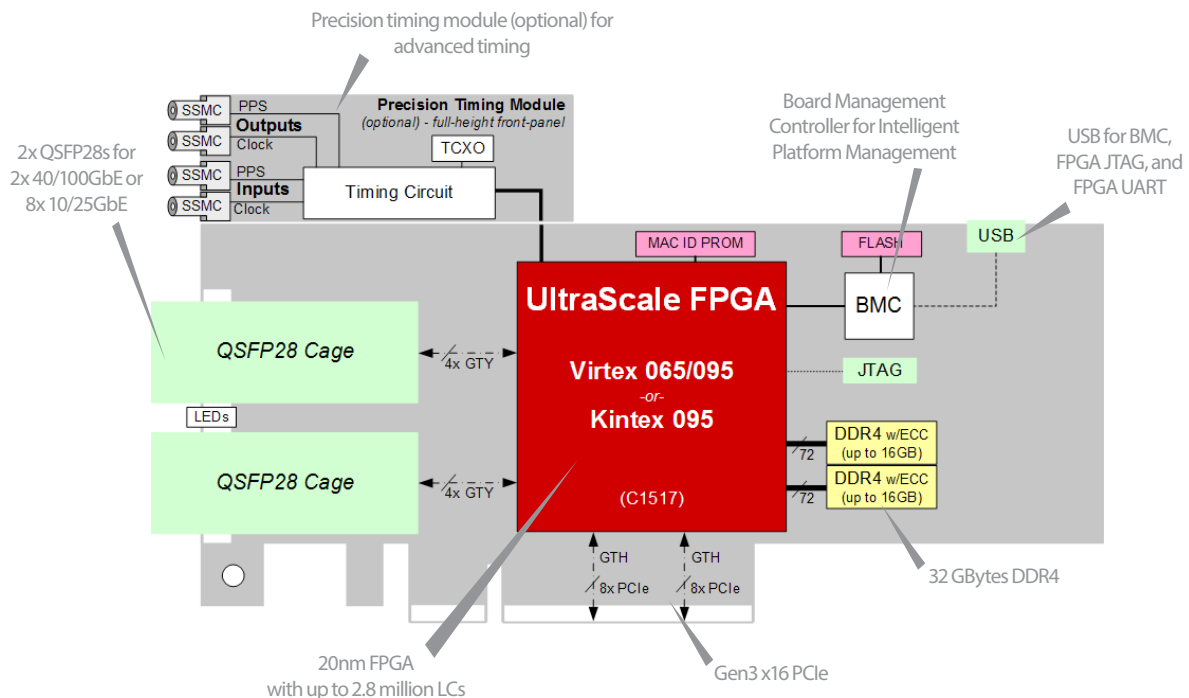 Precision timing module (optional) for
advanced timing
SSMC
PPS
Outputs
SSMC
Clock
SSMC
PPS
Inputs
SSMC
Clock
Precision Timing Module
(optional) - full-height front-panel
TCXO
Timing Circuit
Board Management
Controller for Intelligent
Platform Management
USB for BMC,
FPGA JTAG, and
FPGA UART
2x QSFP28s for
2x 40/100GbE or
8x 10/25GbE
MAC ID PROM
FLASH
USB
UltraScale FPGA
BMC
QSFP28 Cage
4x GTY
Virtex 065/095
-or-
Kintex 095
JTAG
LEDs
DDR4 w/ECC
(up to 16GB)
72
QSFP28 Cage
4x GTY
DDR4 w/ECC
(up to 16GB)
72
(C1517)
GTH
GTH
8x PCIe
8x PCIe
32 GBytes DDR4
20nm FPGA
with up to 2.8 million LCs
Gen3 x16 PCIe